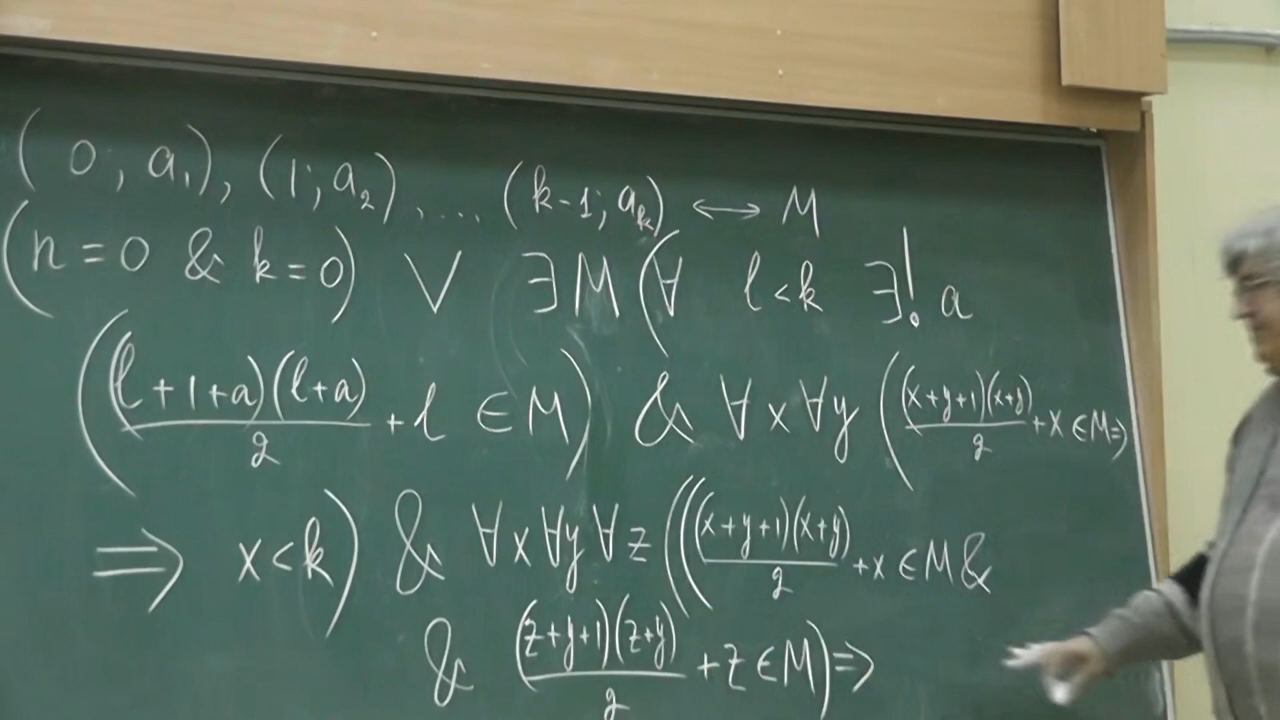 (0, a₁), (1; a₂), .... (k-1; aₖ) ↔ M
(n=0 & k=0) ∨ ∃M(∀ l<k ∃! a
((l+1+a)(l+a)/2 + l ∈ M) & ∀x∀y ((x+y+1)(x+y)/2 + x ∈ M ⇒
⇒ x<k) & ∀x∀y∀z(((x+y+1)(x+y)/2 + x ∈ M &
& (z+y+1)(z+y)/2 + z ∈ M) ⇒